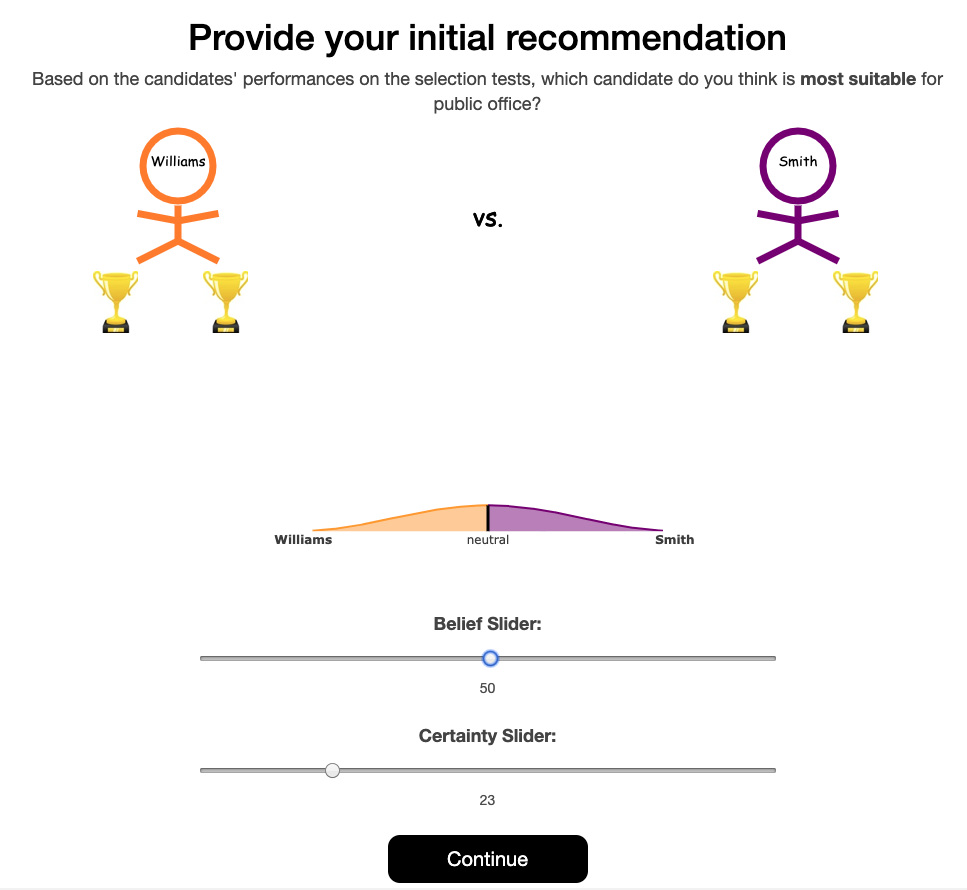 Provide your initial recommendation
Based on the candidates' performances on the selection tests, which candidate do you think is most suitable for
public office?
Williams
Smith
vs.
Williams
neutral
Smith
Belief Slider:
50
Certainty Slider:
23
Continue